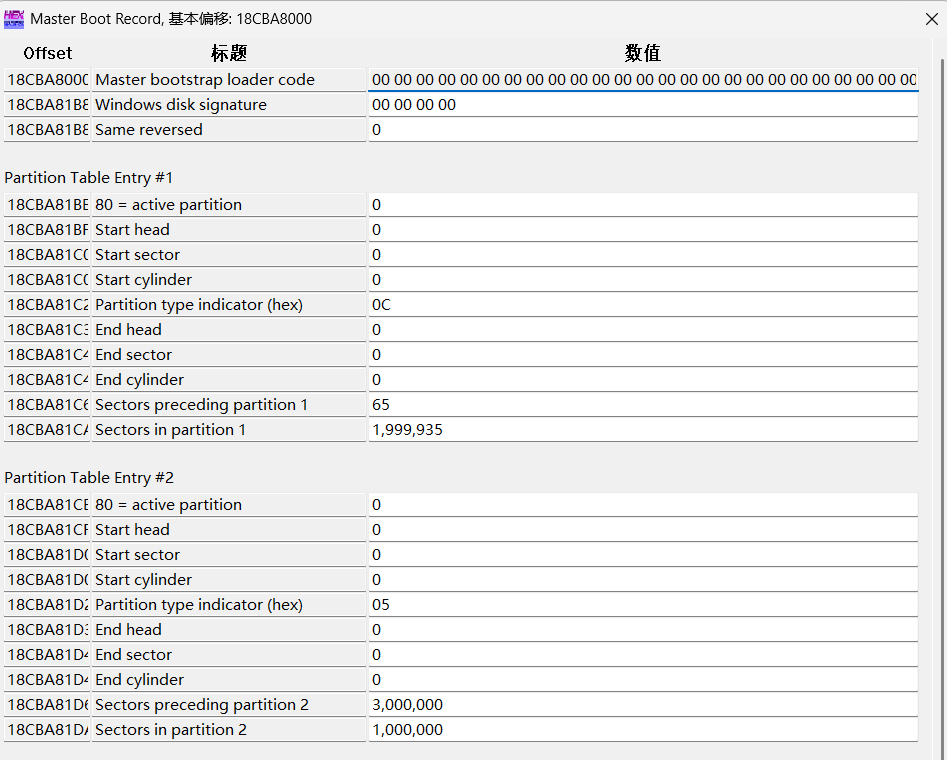 Master Boot Record, 基本偏移: 18CBA8000
Offset 标题 数值
18CBA8000 Master bootstrap loader code 00 00 00 00 00 00 00 00 00 00 00 00 00 00 00 00 00 00 00 00 00 00 00 00 00
18CBA81B8 Windows disk signature 00 00 00 00
18CBA81B8 Same reversed 0
Partition Table Entry #1
18CBA81BE 80 = active partition 0
18CBA81BF Start head 0
18CBA81C0 Start sector 0
18CBA81C0 Start cylinder 0
18CBA81C2 Partition type indicator (hex) 0C
18CBA81C3 End head 0
18CBA81C4 End sector 0
18CBA81C4 End cylinder 0
18CBA81C6 Sectors preceding partition 1 65
18CBA81CA Sectors in partition 1 1,999,935
Partition Table Entry #2
18CBA81CE 80 = active partition 0
18CBA81CF Start head 0
18CBA81D0 Start sector 0
18CBA81D0 Start cylinder 0
18CBA81D2 Partition type indicator (hex) 05
18CBA81D3 End head 0
18CBA81D4 End sector 0
18CBA81D4 End cylinder 0
18CBA81D6 Sectors preceding partition 2 3,000,000
18CBA81DA Sectors in partition 2 1,000,000